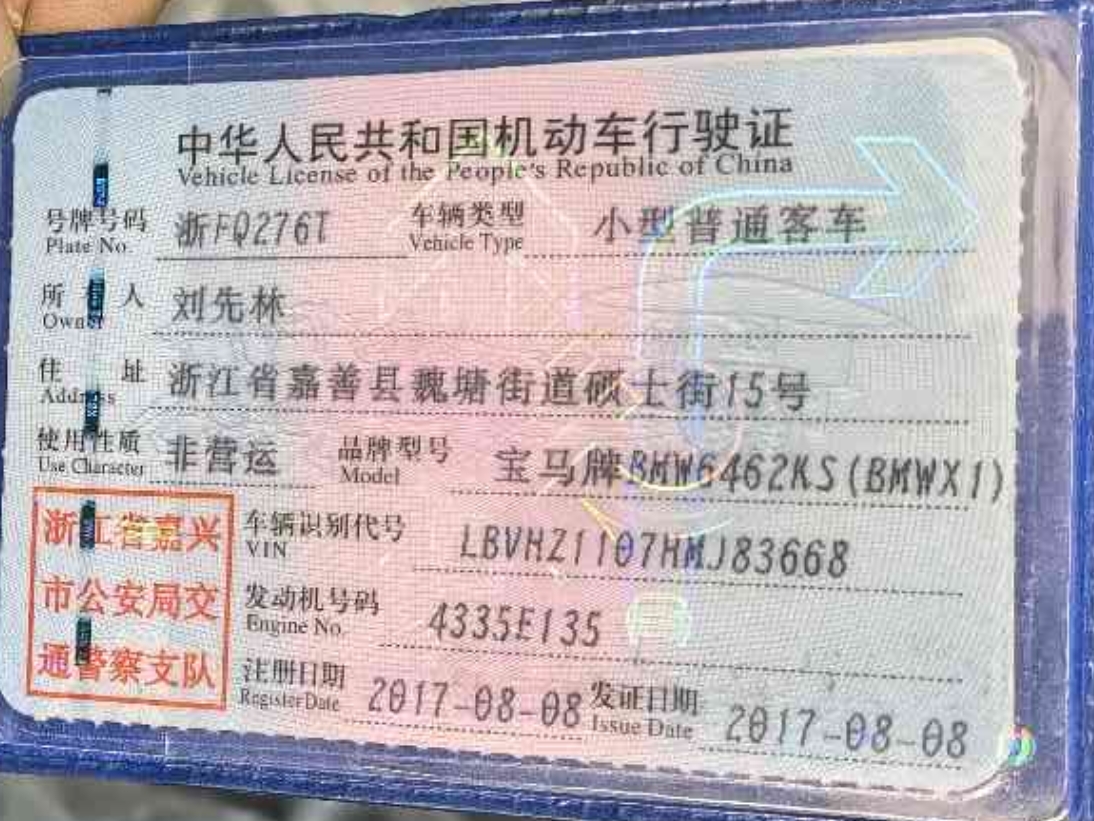 中华人民共和国机动车行驶证
Vehicle License of the People's Republic of China
号牌号码 浙FQ276T 车辆类型 小型普通客车
Plate No. Vehicle Type
所 人 刘先林
Owner
住 址 浙江省嘉善县魏塘街道硕士街15号
Address
使用性质 非营运 品牌型号 宝马牌BMW6462KS(BMWX1)
Use Character Model
浙江省嘉兴 车辆识别代号 LBVHZ1107HMJ83668
VIN
市公安局交 发动机号码 4335E135
Engine No.
通警察支队 注册日期 2017-08-08 发证日期 2017-08-08
Register Date Issue Date